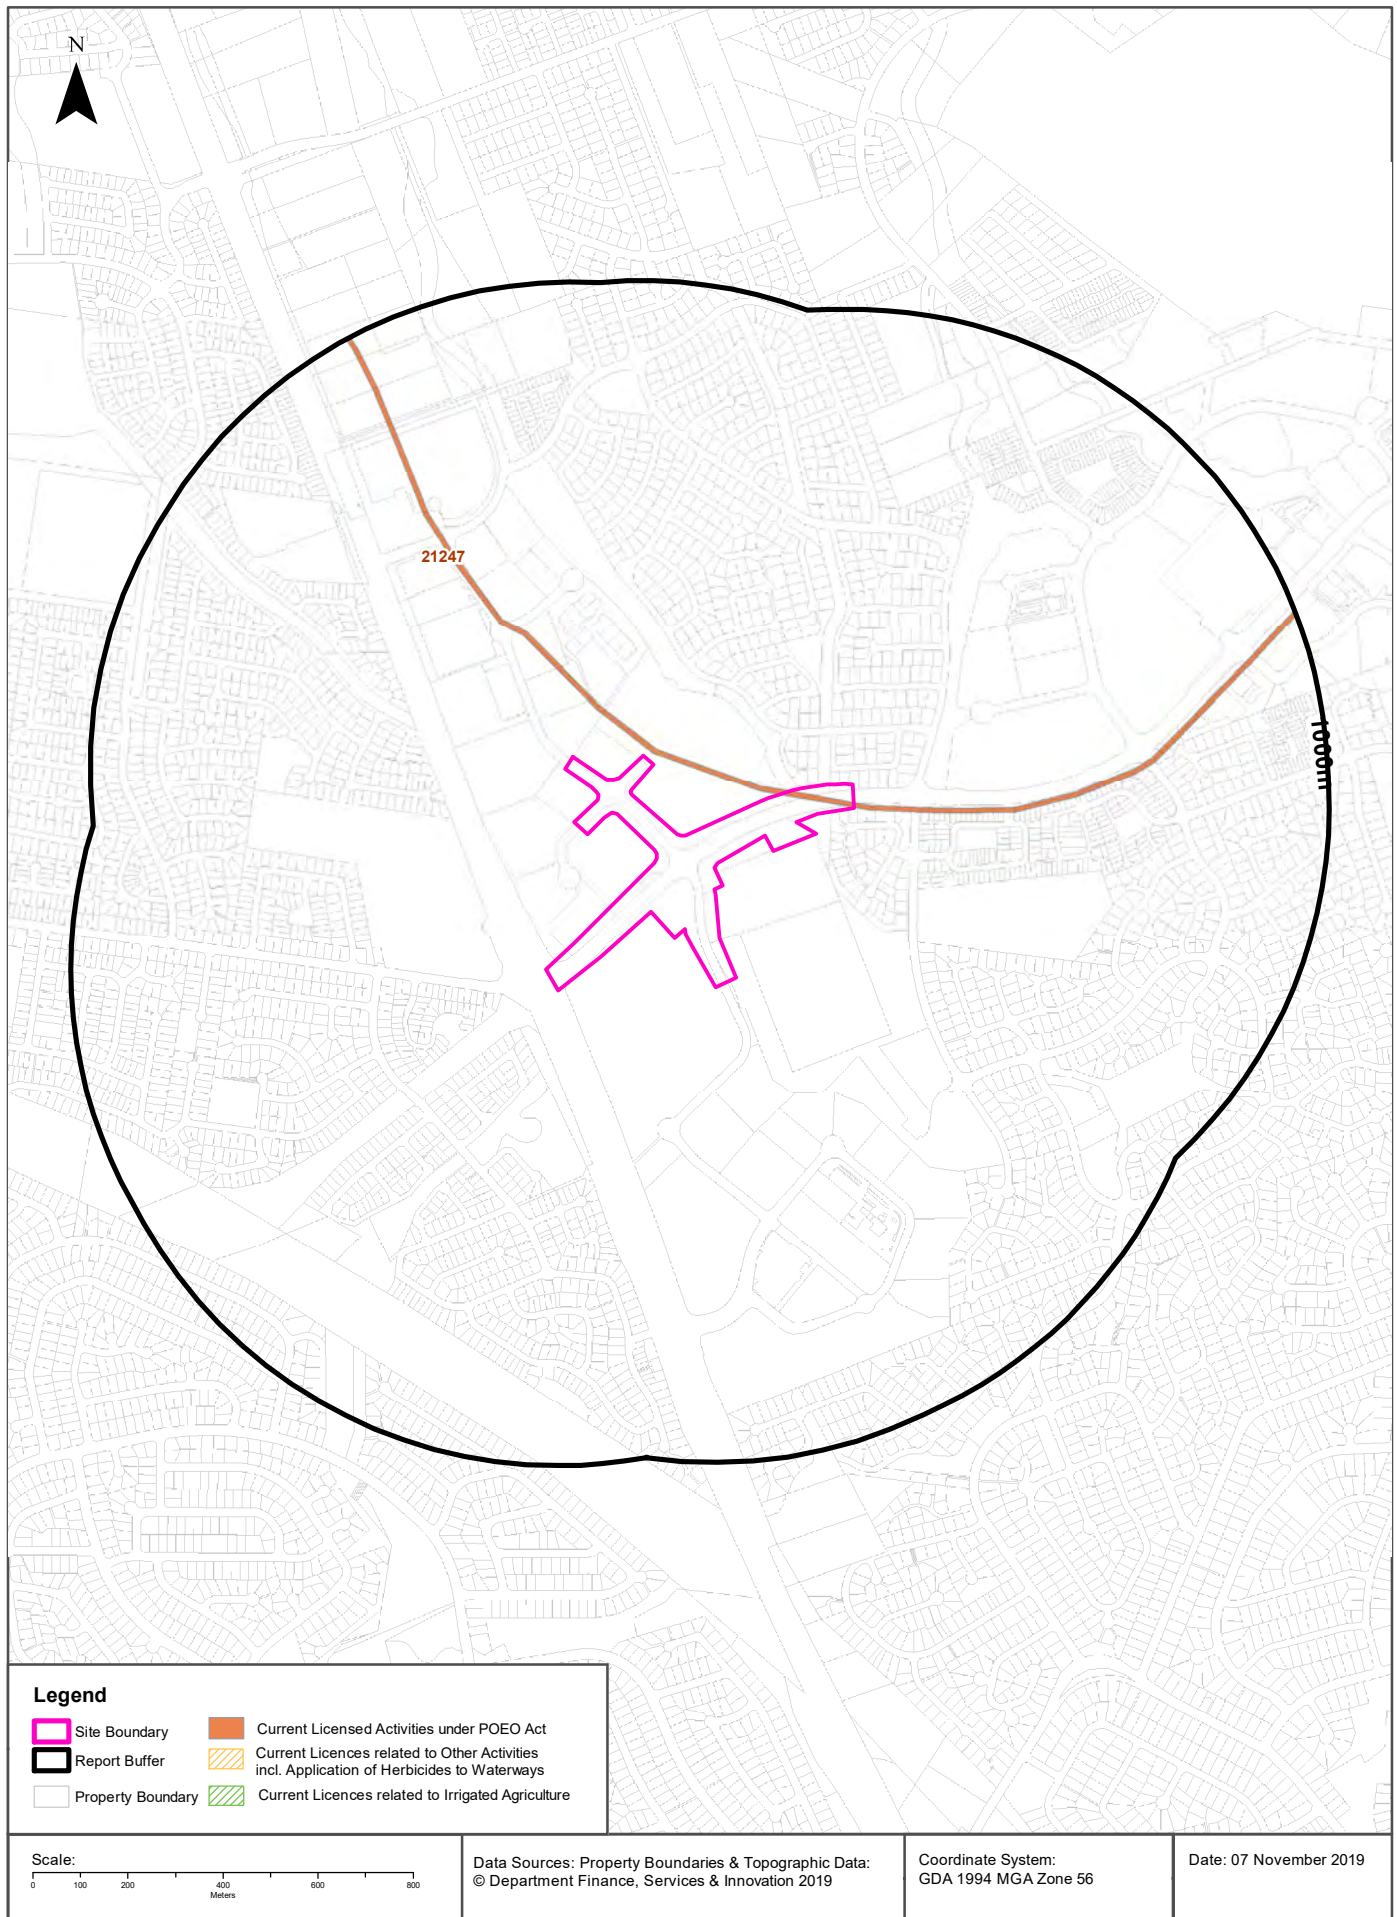 N
21247
1000m
Legend
Site Boundary
Report Buffer
Property Boundary
Current Licensed Activities under POEO Act
Current Licences related to Other Activities
incl. Application of Herbicides to Waterways
Current Licences related to Irrigated Agriculture
Scale:
0 100 200 400 600 800
Meters
Data Sources: Property Boundaries & Topographic Data:
© Department Finance, Services & Innovation 2019
Coordinate System:
GDA 1994 MGA Zone 56
Date: 07 November 2019